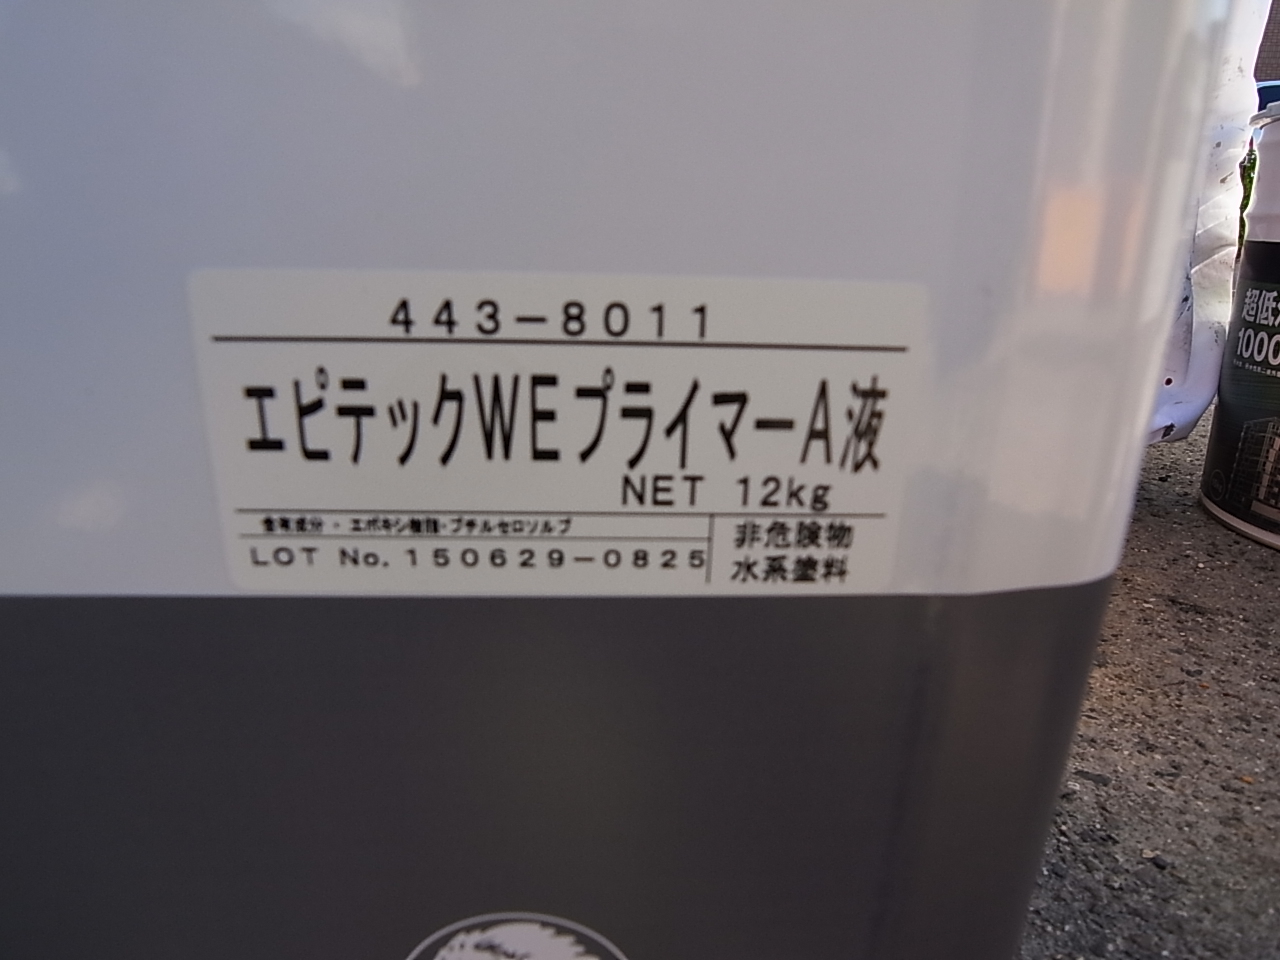 443-8011
エピテックWEプライマーA液
NET 12kg
含有成分・エポキシ樹脂・ブチルセロソルブ
LOT No.150629-0825
非危険物
水系塗料
超低
1000